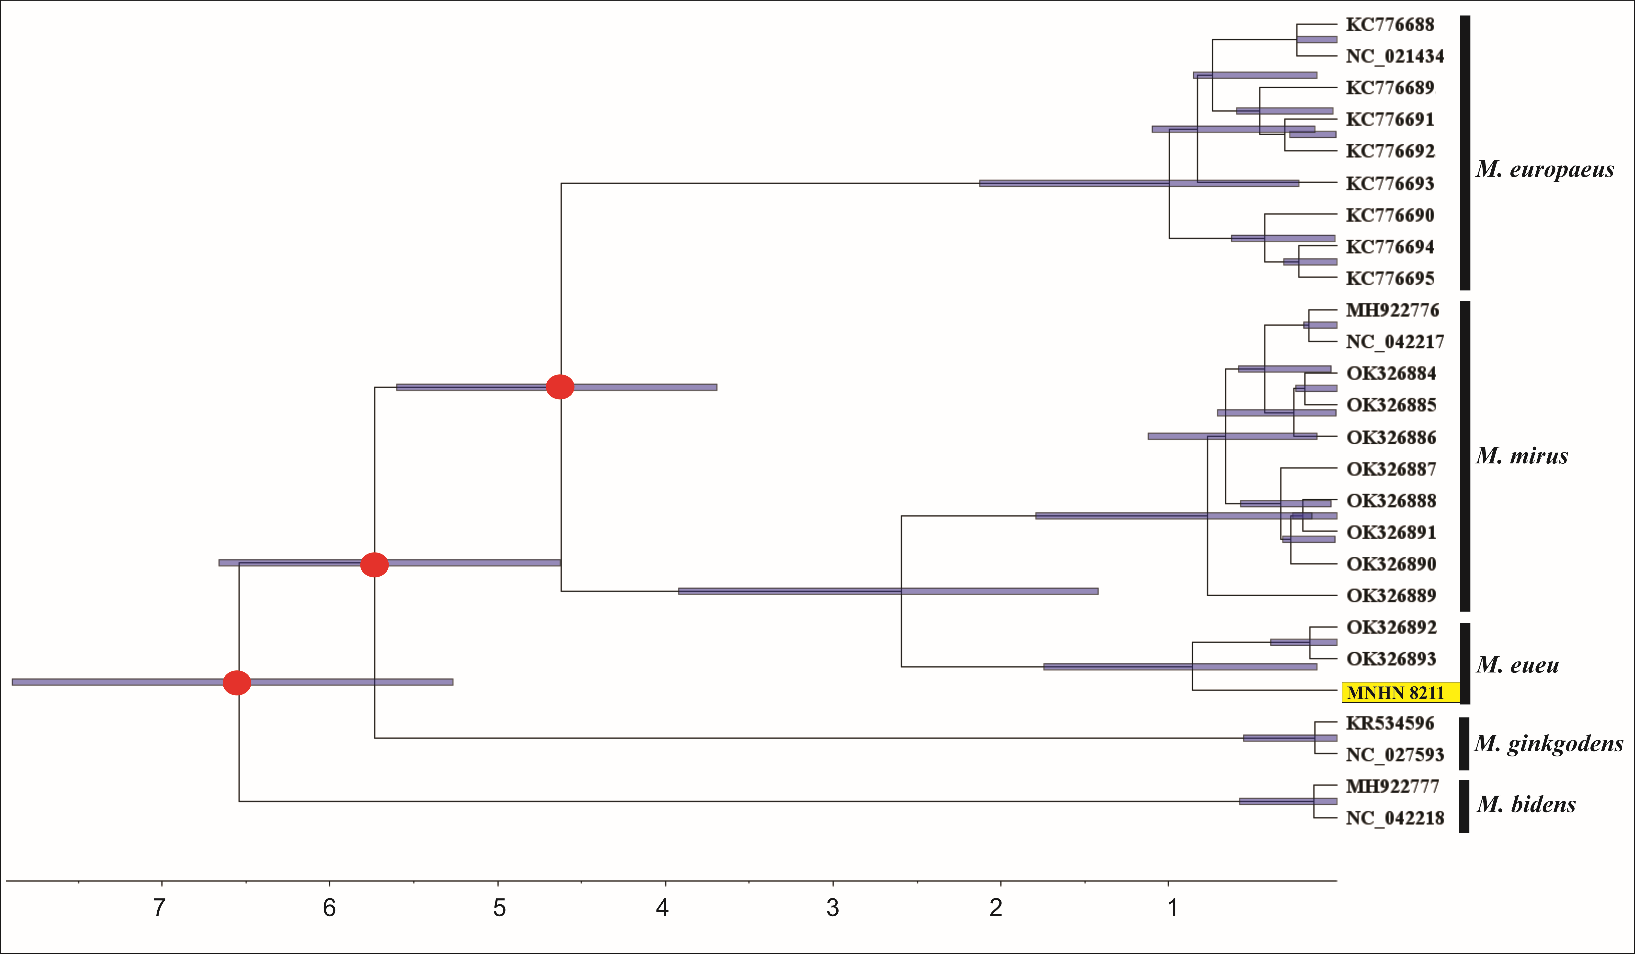 KC776688
NC_021434
KC776689
KC776691
KC776692
KC776693
KC776690
KC776694
KC776695
M. europaeus
MH922776
NC_042217
OK326884
OK326885
OK326886
OK326887
OK326888
OK326891
OK326890
OK326889
M. mirus
OK326892
OK326893
MNHN 8211
M. eueu
KR534596
NC_027593
M. ginkgodens
MH922777
NC_042218
M. bidens
7 6 5 4 3 2 1